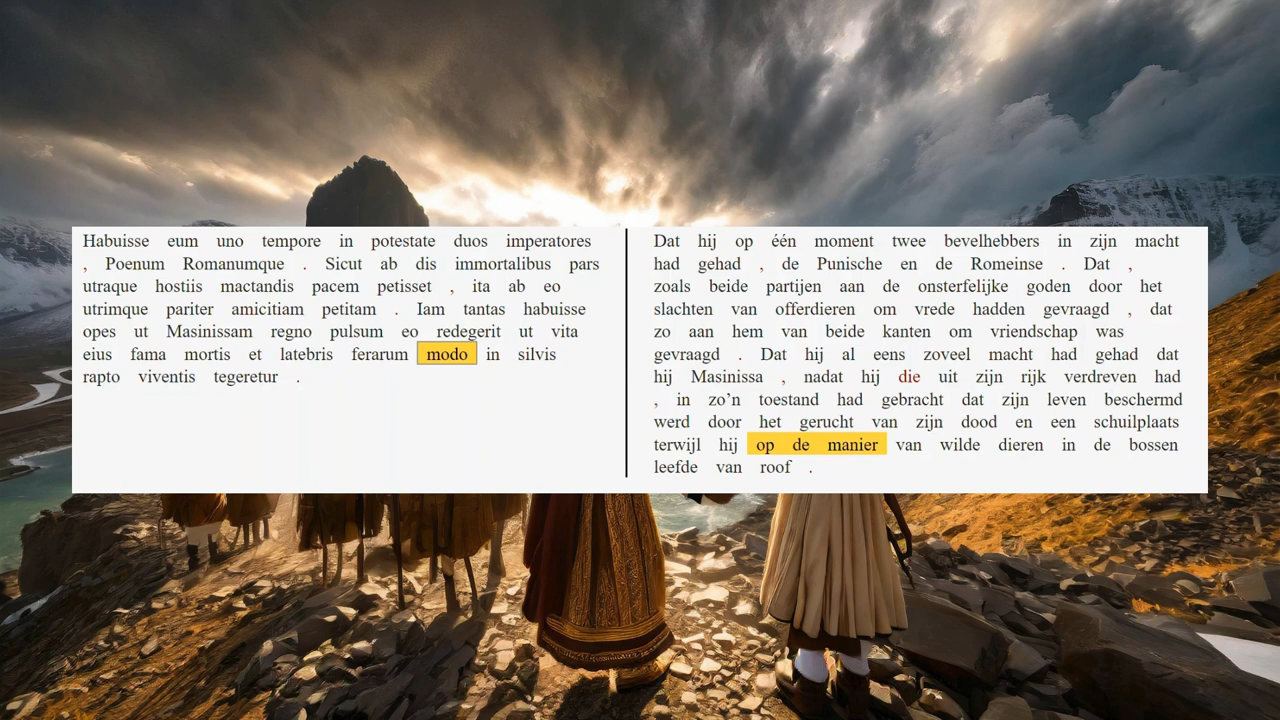 Habuisse eum uno tempore in potestate duos imperatores
, Poenum Romanumque . Sicut ab dis immortalibus pars
utraque hostiis mactandis pacem petisset , ita ab eo
utrimque pariter amicitiam petitam . Iam tantas habuisse
opes ut Masinissam regno pulsum eo redegerit ut vita
eius fama mortis et latebris ferarum modo in silvis
rapto viventis tegeretur .
Dat hij op één moment twee bevelhebbers in zijn macht
had gehad , de Punische en de Romeinse . Dat ,
zoals beide partijen aan de onsterfelijke goden door het
slachten van offerdieren om vrede hadden gevraagd , dat
zo aan hem van beide kanten om vriendschap was
gevraagd . Dat hij al eens zoveel macht had gehad dat
hij Masinissa , nadat hij die uit zijn rijk verdreven had
, in zo’n toestand had gebracht dat zijn leven beschermd
werd door het gerucht van zijn dood en een schuilplaats
terwijl hij op de manier van wilde dieren in de bossen
leefde van roof .